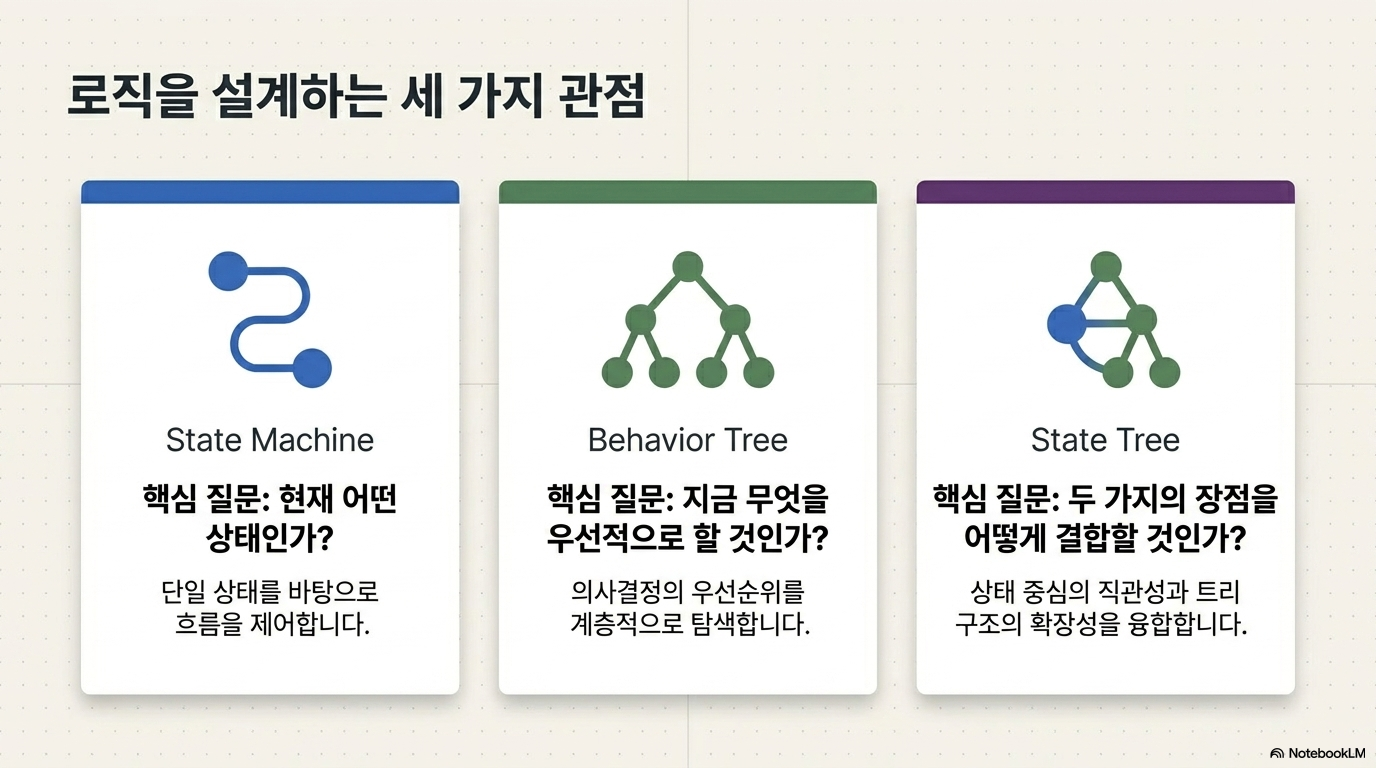 로직을 설계하는 세 가지 관점
State Machine
핵심 질문: 현재 어떤
상태인가?
단일 상태를 바탕으로
흐름을 제어합니다.
Behavior Tree
핵심 질문: 지금 무엇을
우선적으로 할 것인가?
의사결정의 우선순위를
계층적으로 탐색합니다.
State Tree
핵심 질문: 두 가지의 장점을
어떻게 결합할 것인가?
상태 중심의 직관성과 트리
구조의 확장성을 융합합니다.
NotebookLM